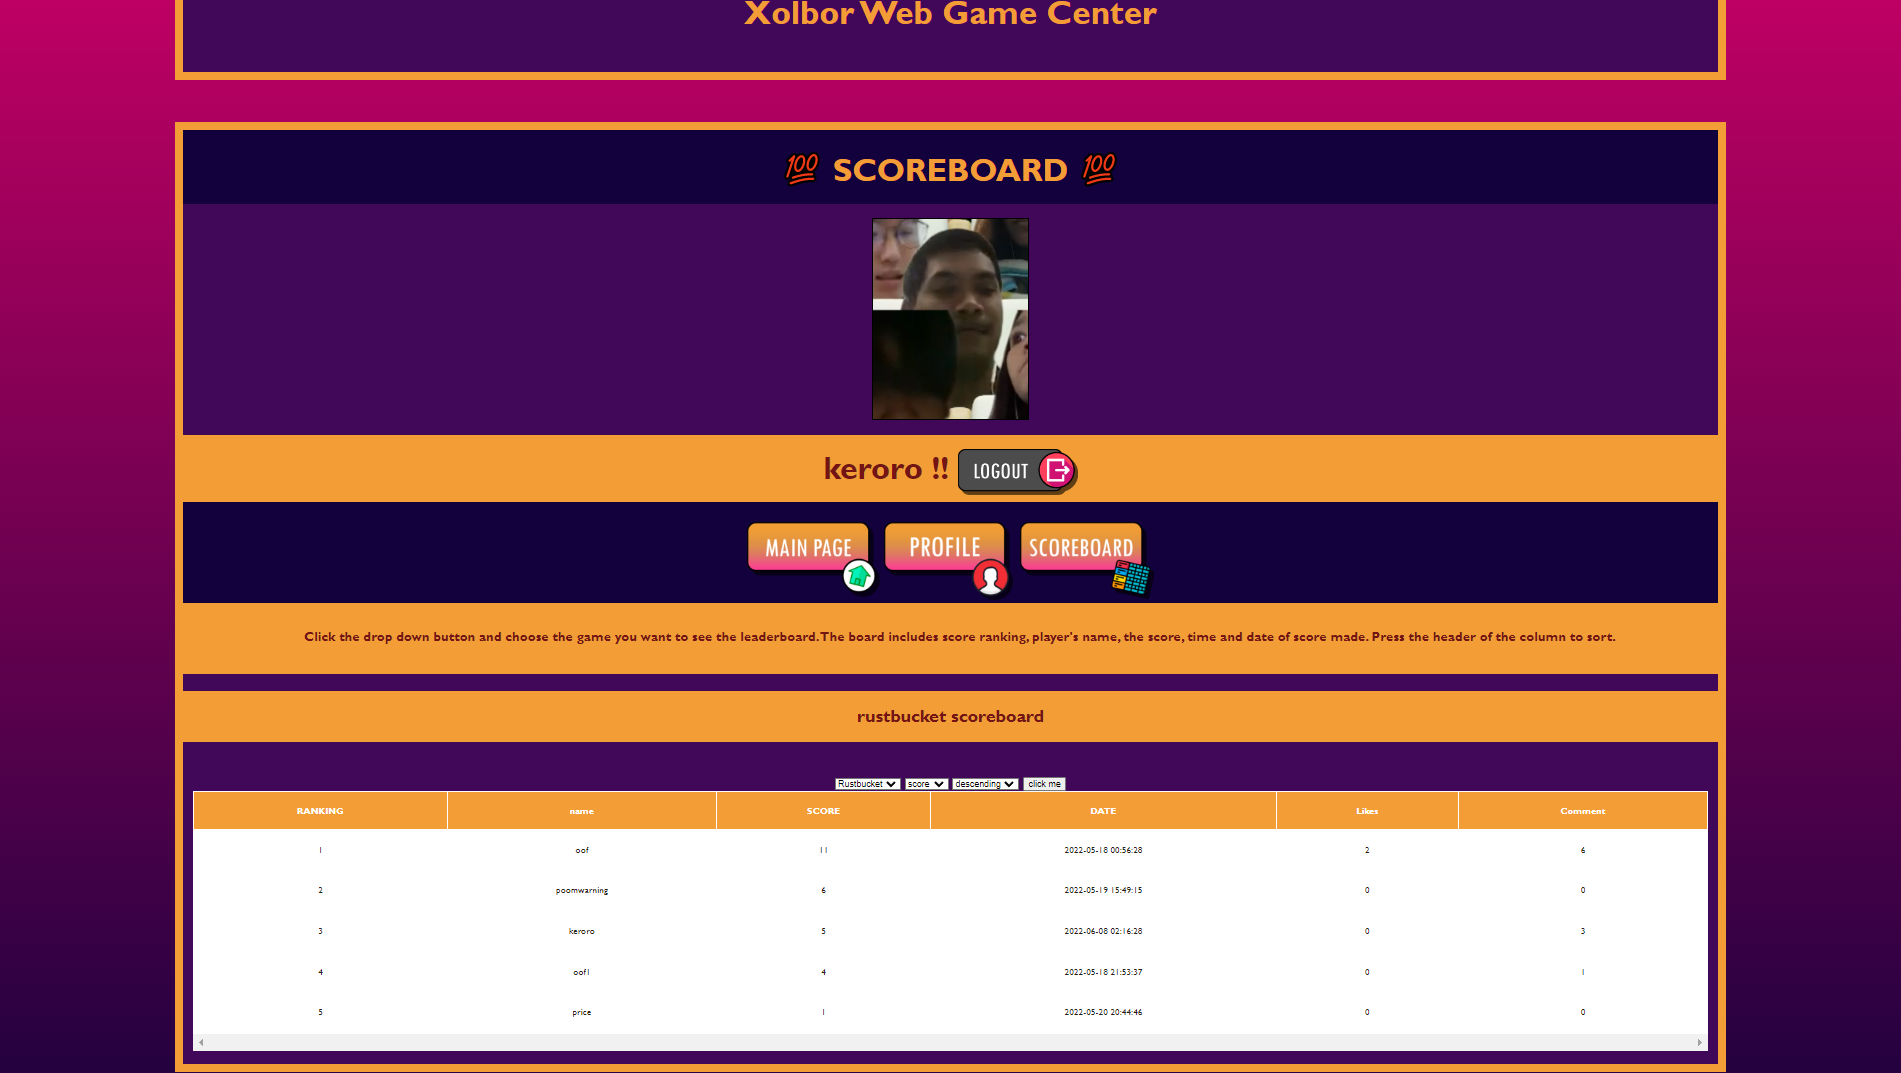 Xolbor Web Game Center
💯 SCOREBOARD 💯
keroro !! LOGOUT
MAIN PAGE PROFILE SCOREBOARD
Click the drop down button and choose the game you want to see the leaderboard. The board includes score ranking, player's name, the score, time and date of score made. Press the header of the column to sort.
rustbucket scoreboard
Rustbucket score descending click me
RANKING name SCORE DATE Likes Comment
1 oof 11 2022-05-18 00:56:28 2 6
2 poomwarning 6 2022-05-19 15:49:15 0 0
3 keroro 5 2022-06-08 02:16:28 0 3
4 oof1 4 2022-05-18 21:53:37 0 1
5 price 1 2022-05-20 20:44:46 0 0